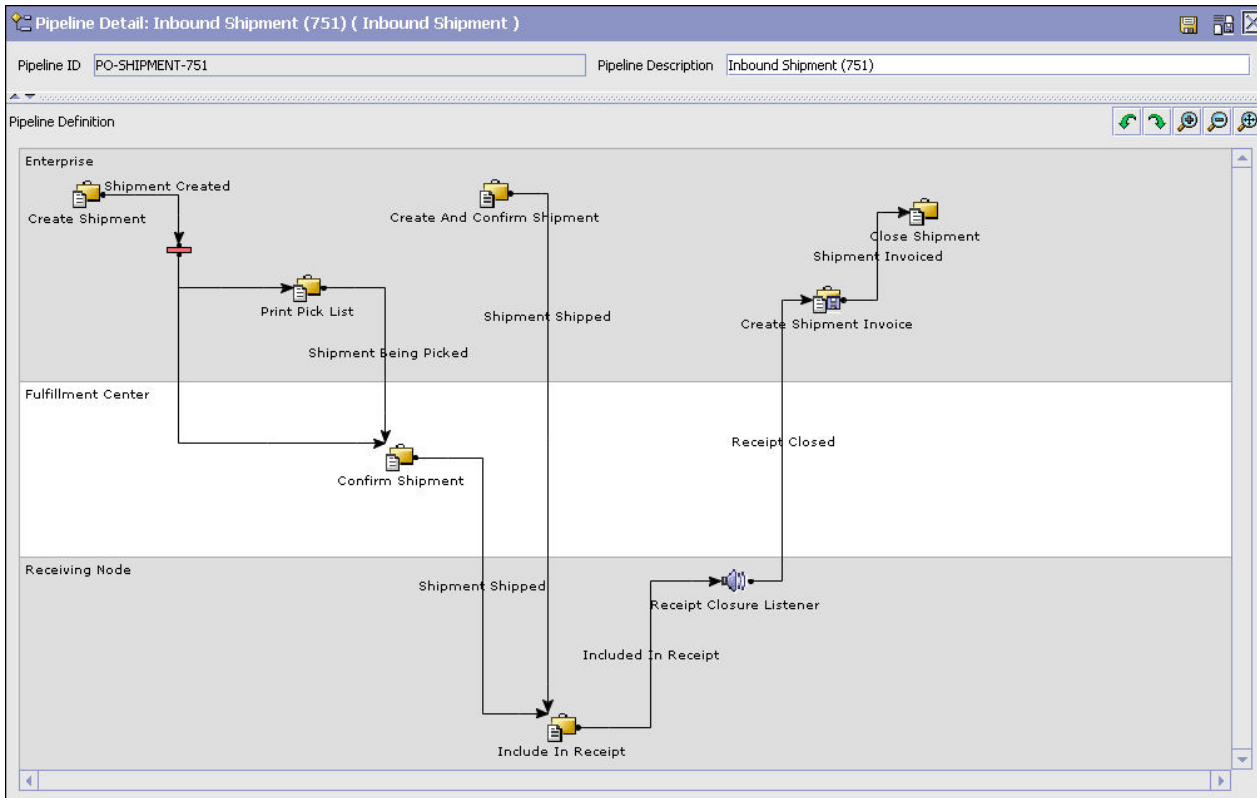 Pipeline Detail: Inbound Shipment (751) ( Inbound Shipment )
Pipeline ID PO-SHIPMENT-751 Pipeline Description Inbound Shipment (751)
Pipeline Definition
Enterprise
Shipment Created
Create Shipment
Create And Confirm Shipment
Close Shipment
Shipment Invoiced
Print Pick List
Shipment Shipped
Create Shipment Invoice
Shipment Being Picked
Fulfillment Center
Receipt Closed
Confirm Shipment
Receiving Node
Shipment Shipped
Receipt Closure Listener
Included In Receipt
Include In Receipt